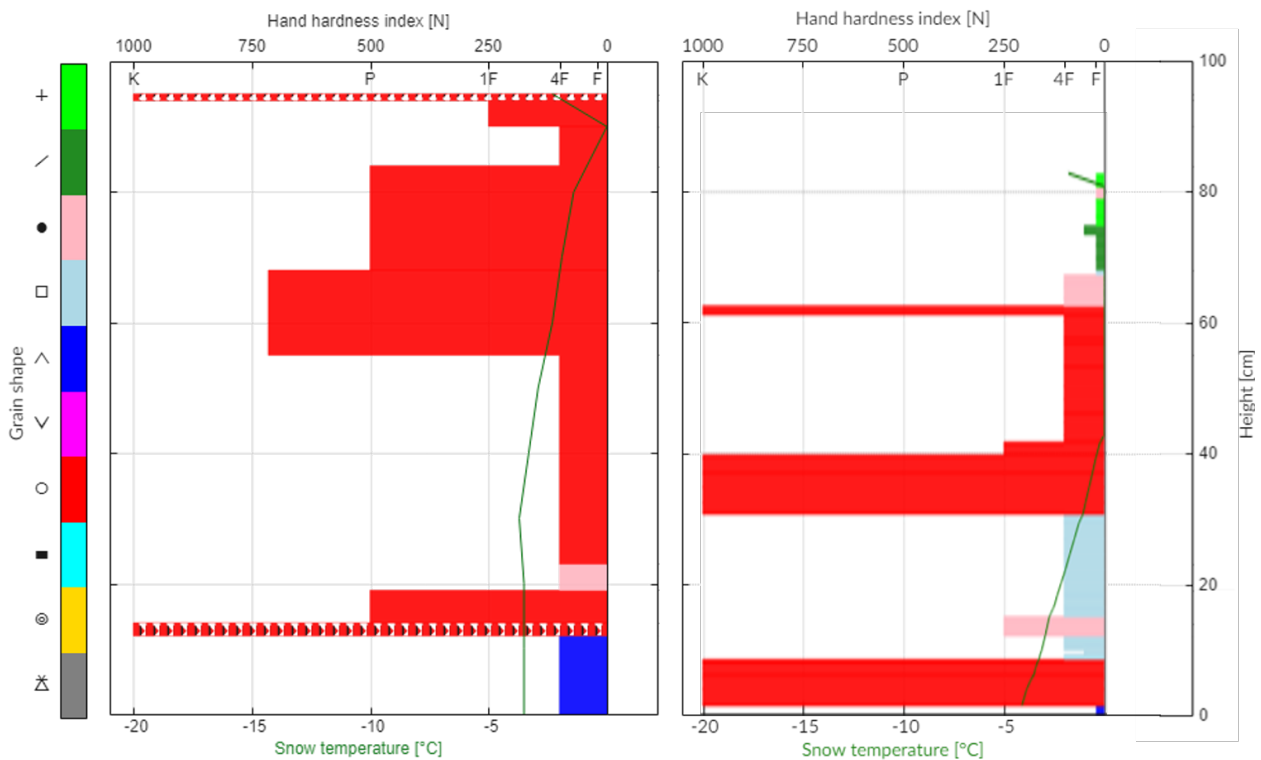 Hand hardness index [N]
1000 750 500 250 0
K P 1F 4F F
Grain shape
-20 -15 -10 -5
Snow temperature [°C]
Hand hardness index [N]
1000 750 500 250 0
K P 1F 4F F
100
80
60
40
20
0
Height [cm]
-20 -15 -10 -5
Snow temperature [°C]